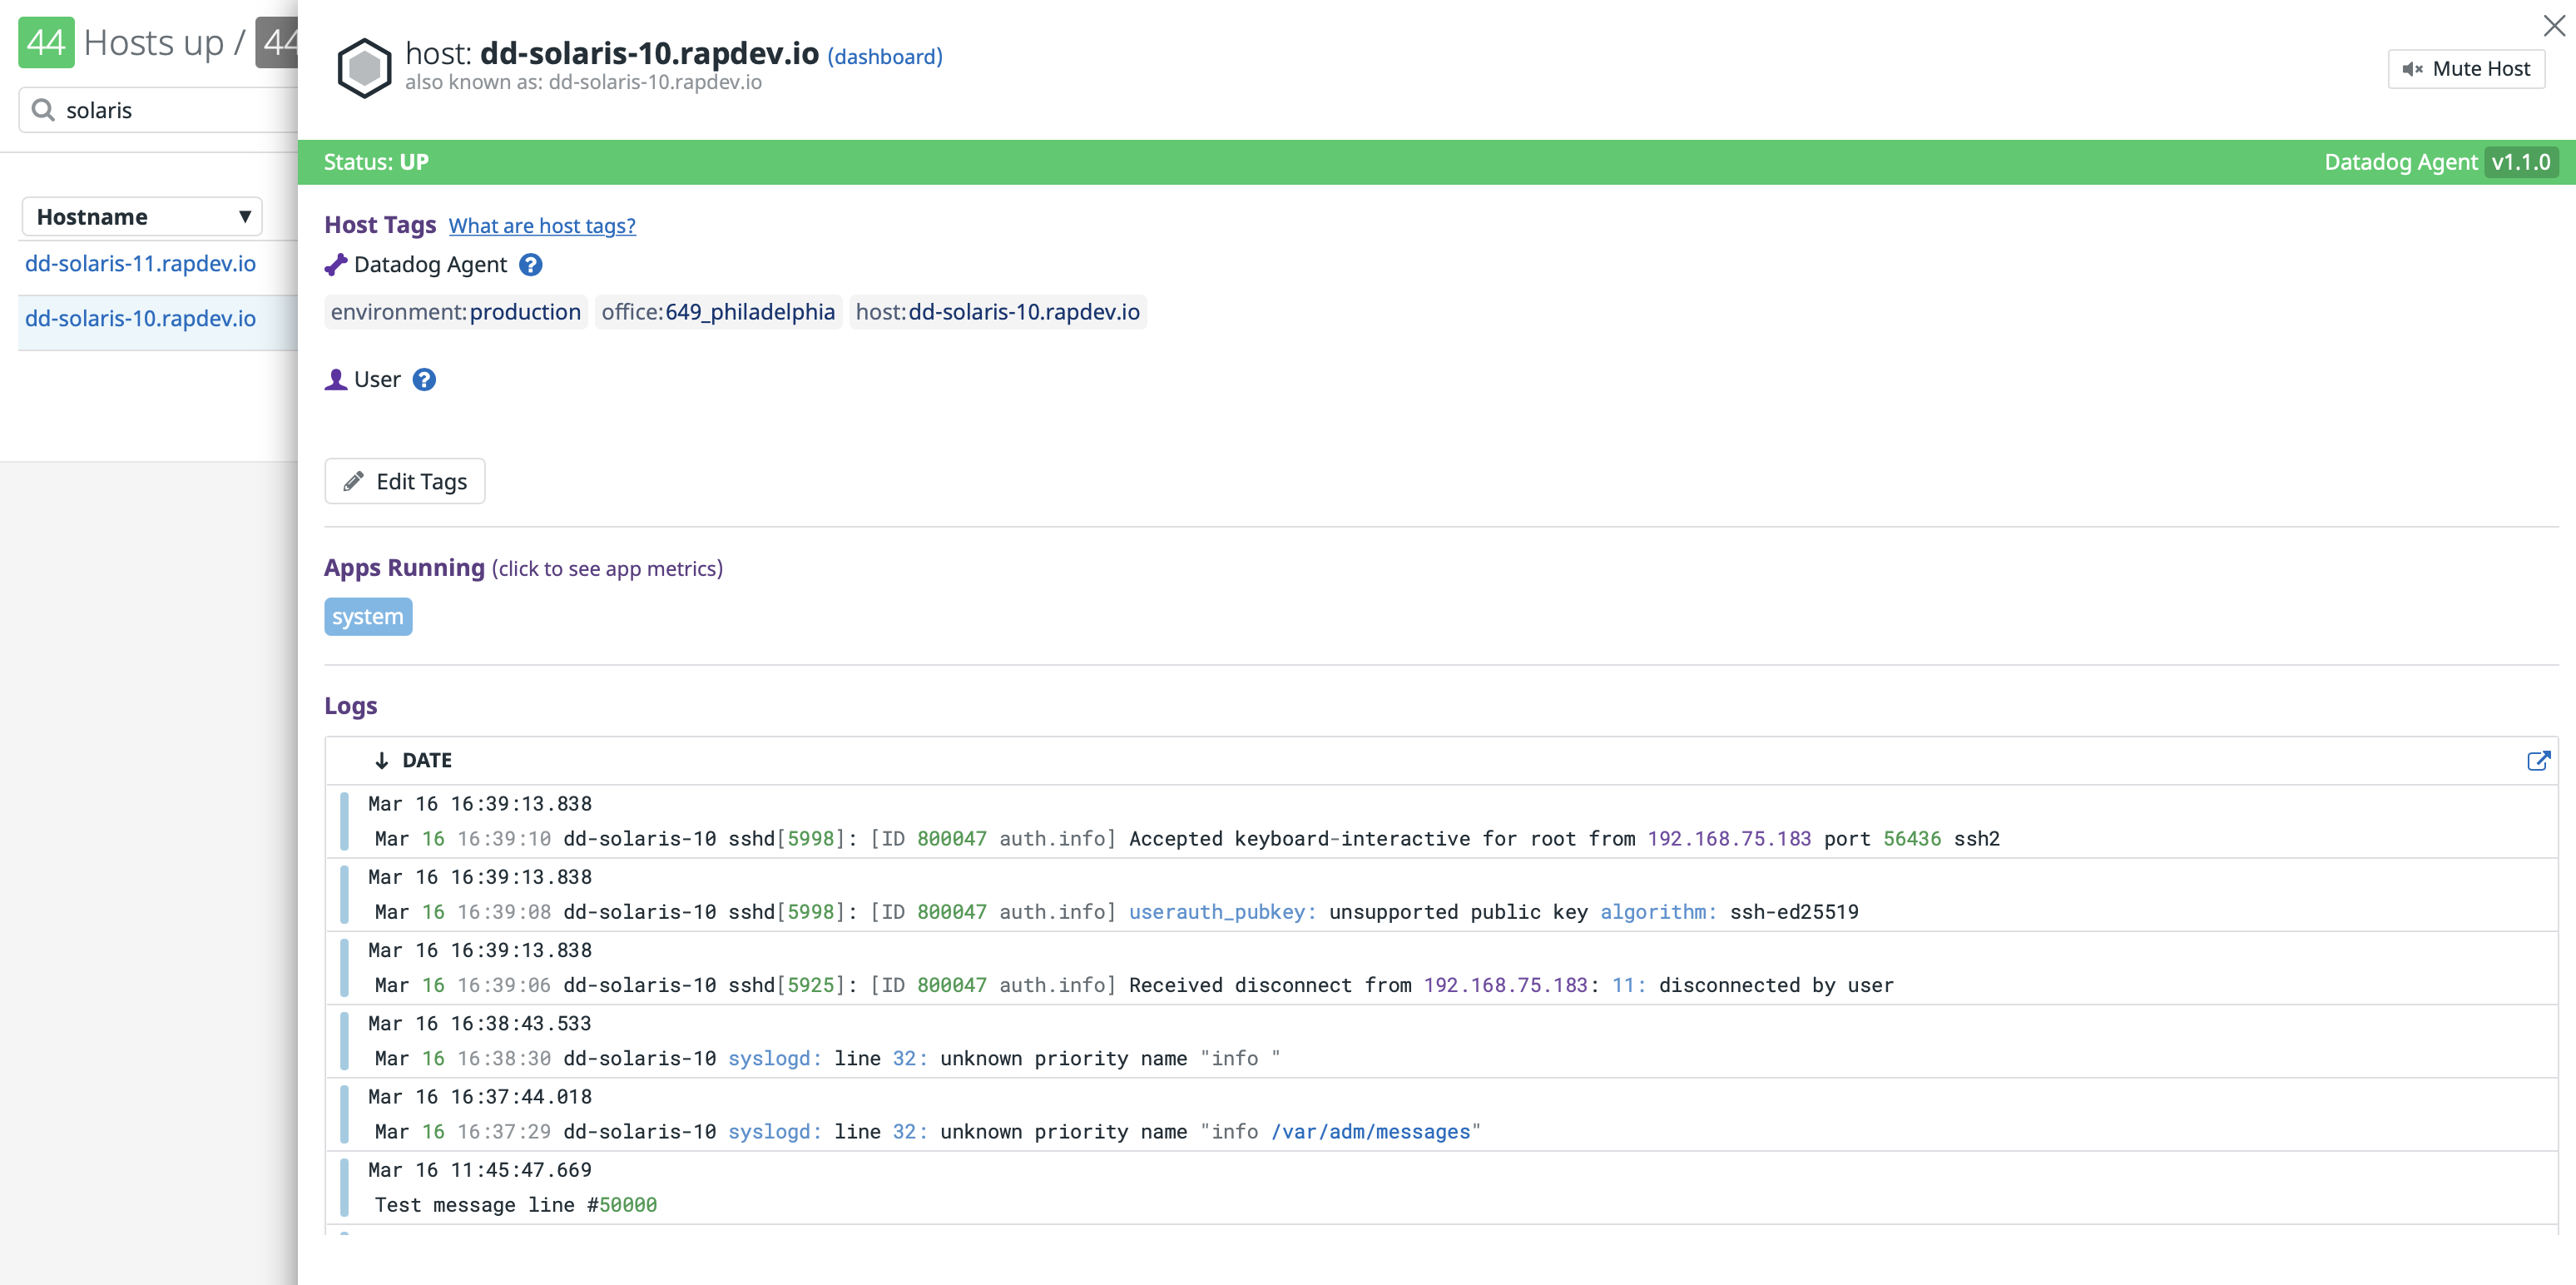 44 Hosts up / 44
solaris
Hostname ▼
dd-solaris-11.rapdev.io
dd-solaris-10.rapdev.io
host: dd-solaris-10.rapdev.io (dashboard)
also known as: dd-solaris-10.rapdev.io
Mute Host
Status: UP
Datadog Agent v1.1.0
Host Tags What are host tags?
Datadog Agent ?
environment:production office:649_philadelphia host:dd-solaris-10.rapdev.io
User ?
Edit Tags
Apps Running (click to see app metrics)
system
Logs
↓ DATE
Mar 16 16:39:13.838
Mar 16 16:39:10 dd-solaris-10 sshd[5998]: [ID 800047 auth.info] Accepted keyboard-interactive for root from 192.168.75.183 port 56436 ssh2
Mar 16 16:39:13.838
Mar 16 16:39:08 dd-solaris-10 sshd[5998]: [ID 800047 auth.info] userauth_pubkey: unsupported public key algorithm: ssh-ed25519
Mar 16 16:39:13.838
Mar 16 16:39:06 dd-solaris-10 sshd[5925]: [ID 800047 auth.info] Received disconnect from 192.168.75.183: 11: disconnected by user
Mar 16 16:38:43.533
Mar 16 16:38:30 dd-solaris-10 syslogd: line 32: unknown priority name "info "
Mar 16 16:37:44.018
Mar 16 16:37:29 dd-solaris-10 syslogd: line 32: unknown priority name "info /var/adm/messages"
Mar 16 11:45:47.669
Test message line #50000